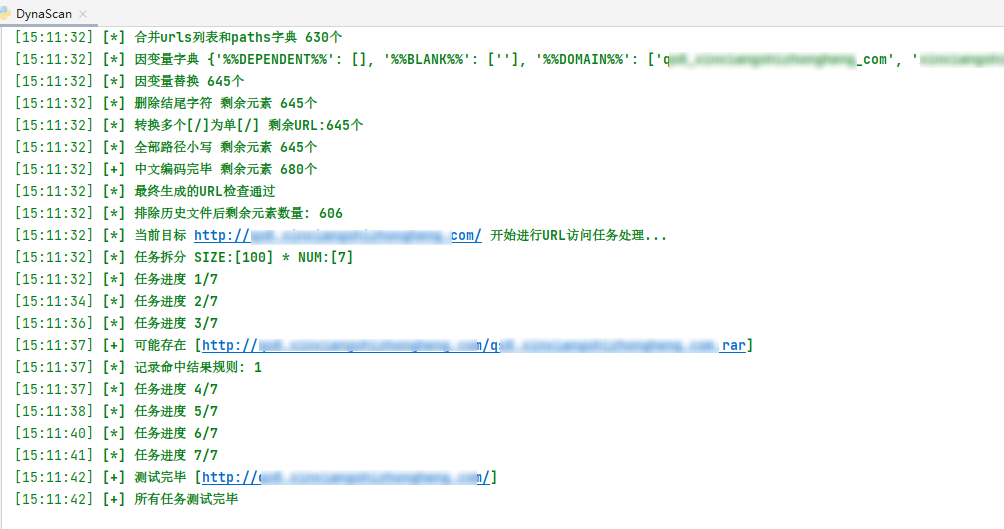 DynaScan
[15:11:32] [*] 合并urls列表和paths字典 630个
[15:11:32] [*] 因变量字典 {'%%DEPENDENT%%': [], '%%BLANK%%': [''], '%%DOMAIN%%': ['q _com', '
[15:11:32] [*] 因变量替换 645个
[15:11:32] [*] 删除结尾字符 剩余元素 645个
[15:11:32] [*] 转换多个[/]为单[/] 剩余URL:645个
[15:11:32] [*] 全部路径小写 剩余元素 645个
[15:11:32] [+] 中文编码完毕 剩余元素 680个
[15:11:32] [*] 最终生成的URL检查通过
[15:11:32] [*] 排除历史文件后剩余元素数量: 606
[15:11:32] [*] 当前目标 http:// com/ 开始进行URL访问任务处理...
[15:11:32] [*] 任务拆分 SIZE:[100] * NUM:[7]
[15:11:32] [*] 任务进度 1/7
[15:11:34] [*] 任务进度 2/7
[15:11:36] [*] 任务进度 3/7
[15:11:37] [+] 可能存在 [http:// m/q .rar]
[15:11:37] [*] 记录命中结果规则: 1
[15:11:37] [*] 任务进度 4/7
[15:11:38] [*] 任务进度 5/7
[15:11:40] [*] 任务进度 6/7
[15:11:41] [*] 任务进度 7/7
[15:11:42] [+] 测试完毕 [http:// m/]
[15:11:42] [+] 所有任务测试完毕